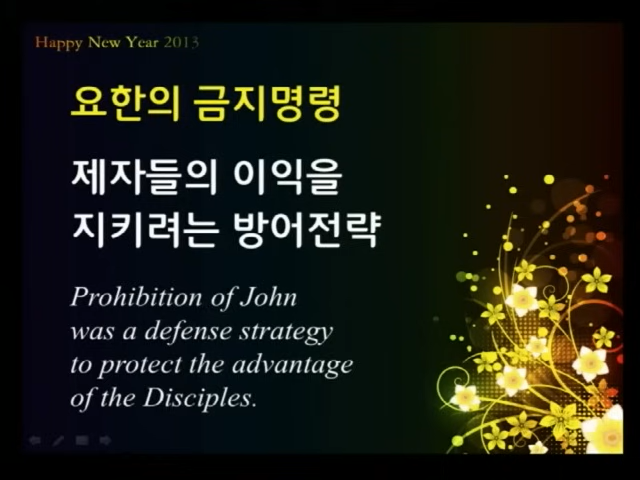 Happy New Year 2013
요한의 금지명령
제자들의 이익을
지키려는 방어전략
Prohibition of John
was a defense strategy
to protect the advantage
of the Disciples.